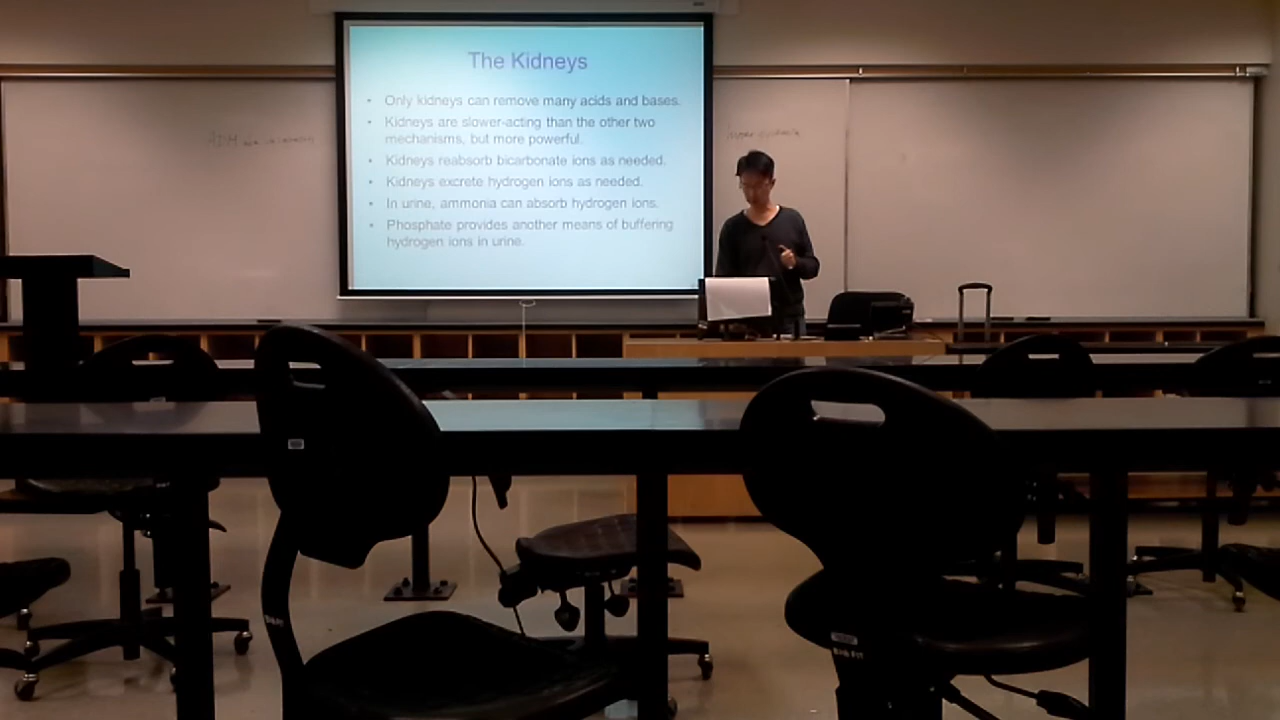 The Kidneys
• Only kidneys can remove many acids and bases.
• Kidneys are slower-acting than the other two
mechanisms, but more powerful.
• Kidneys reabsorb bicarbonate ions as needed.
• Kidneys excrete hydrogen ions as needed.
• In urine, ammonia can absorb hydrogen ions.
• Phosphate provides another means of buffering
hydrogen ions in urine.